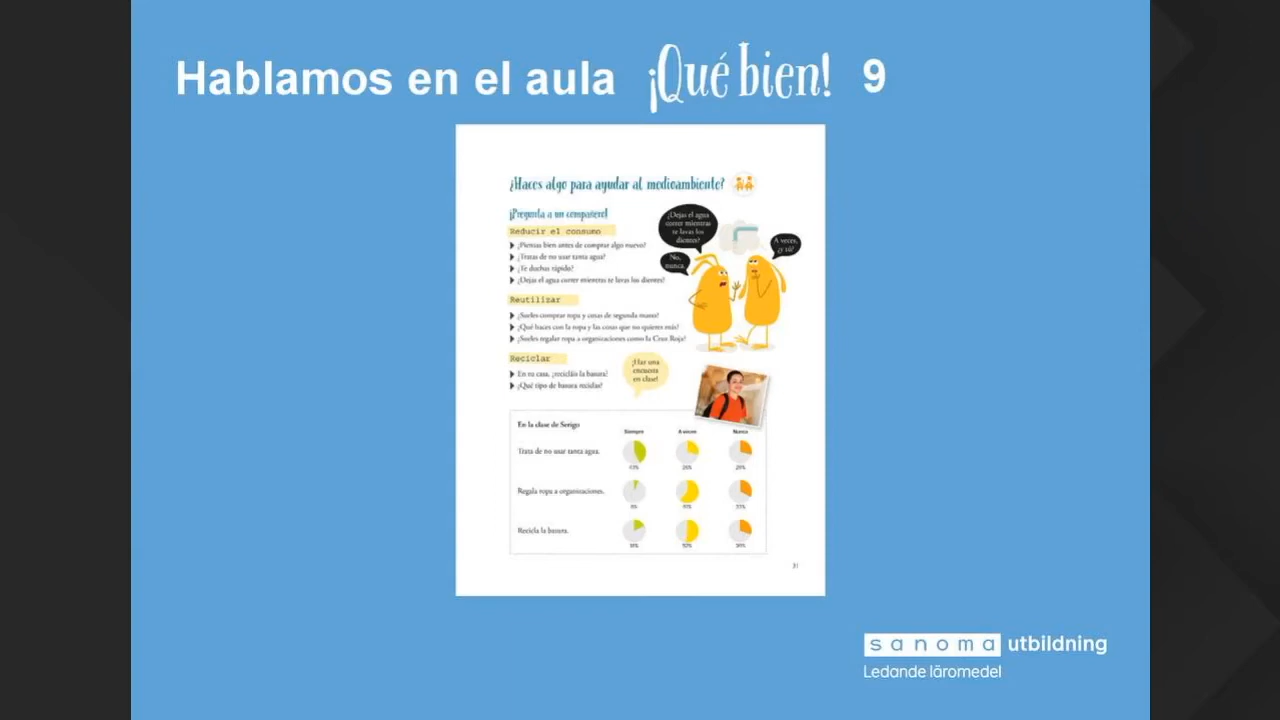 Hablamos en el aula ¡Qué bien! 9
¿Haces algo para ayudar al medioambiente?
¡Pregunta a un compañero!
Reducir el consumo
¿Piensas bien antes de comprar algo nuevo?
¿Tratas de no usar tanta agua?
¿Te duchas rápido?
¿Dejas el agua correr mientras te lavas los dientes?
¿Dejas el agua
correr mientras
te lavas los
dientes?
No,
nunca.
A veces,
¿y tú?
Reutilizar
¿Sueles comprar ropa y cosas de segunda mano?
¿Qué haces con la ropa y las cosas que no quieres más?
¿Sueles regalar ropa a organizaciones como la Cruz Roja?
Reciclar
En tu casa, ¿recicláis la basura?
¿Qué tipo de basura reciclas?
¡Haz una
encuesta
en clase!
En la clase de Sergio
Siempre A veces Nunca
Trata de no usar tanta agua.
Regala ropa a organizaciones.
Recicla la basura.
31
sanoma utbildning
Ledande läromedel